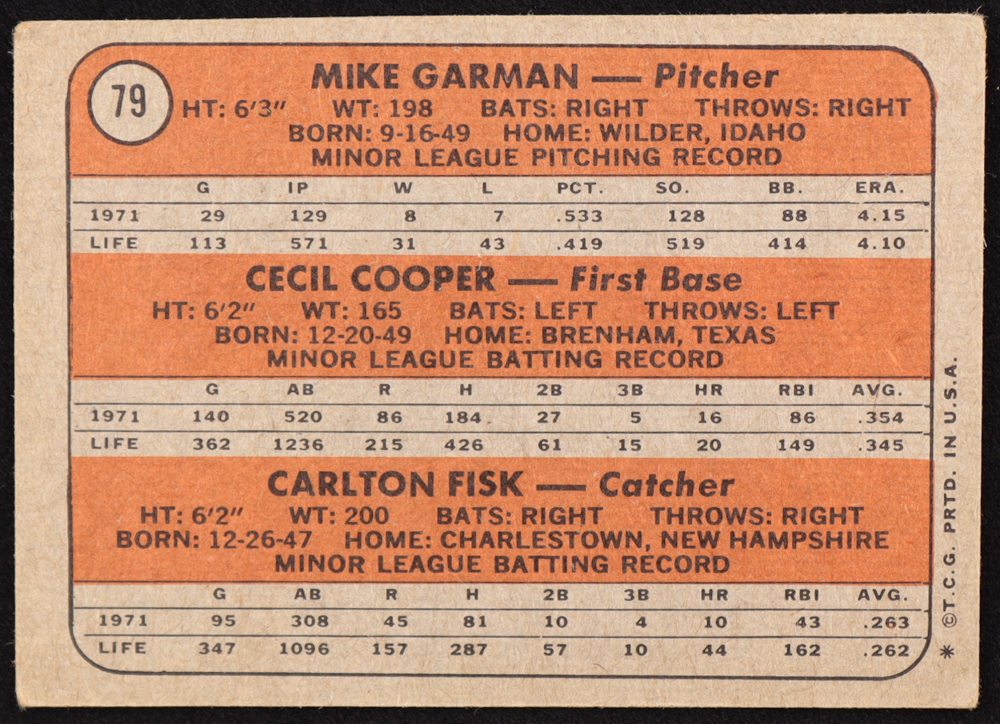 79
MIKE GARMAN — Pitcher
HT: 6'3" WT: 198 BATS: RIGHT THROWS: RIGHT
BORN: 9-16-49 HOME: WILDER, IDAHO
MINOR LEAGUE PITCHING RECORD
G IP W L PCT. SO. BB. ERA.
1971 29 129 8 7 .533 128 88 4.15
LIFE 113 571 31 43 .419 519 414 4.10
CECIL COOPER — First Base
HT: 6'2" WT: 165 BATS: LEFT THROWS: LEFT
BORN: 12-20-49 HOME: BRENHAM, TEXAS
MINOR LEAGUE BATTING RECORD
G AB R H 2B 3B HR RBI AVG.
1971 140 520 86 184 27 5 16 86 .354
LIFE 362 1236 215 426 61 15 20 149 .345
CARLTON FISK — Catcher
HT: 6'2" WT: 200 BATS: RIGHT THROWS: RIGHT
BORN: 12-26-47 HOME: CHARLESTOWN, NEW HAMPSHIRE
MINOR LEAGUE BATTING RECORD
G AB R H 2B 3B HR RBI AVG.
1971 95 308 45 81 10 4 10 43 .263
LIFE 347 1096 157 287 57 10 44 162 .262
* ©T.C.G. PRTD. IN U.S.A.